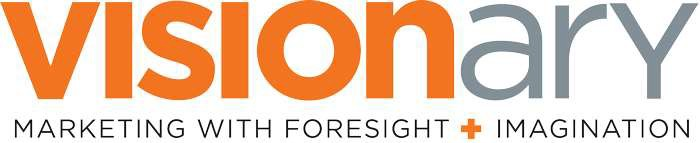 VISIONary
MARKETING WITH FORESIGHT + IMAGINATION